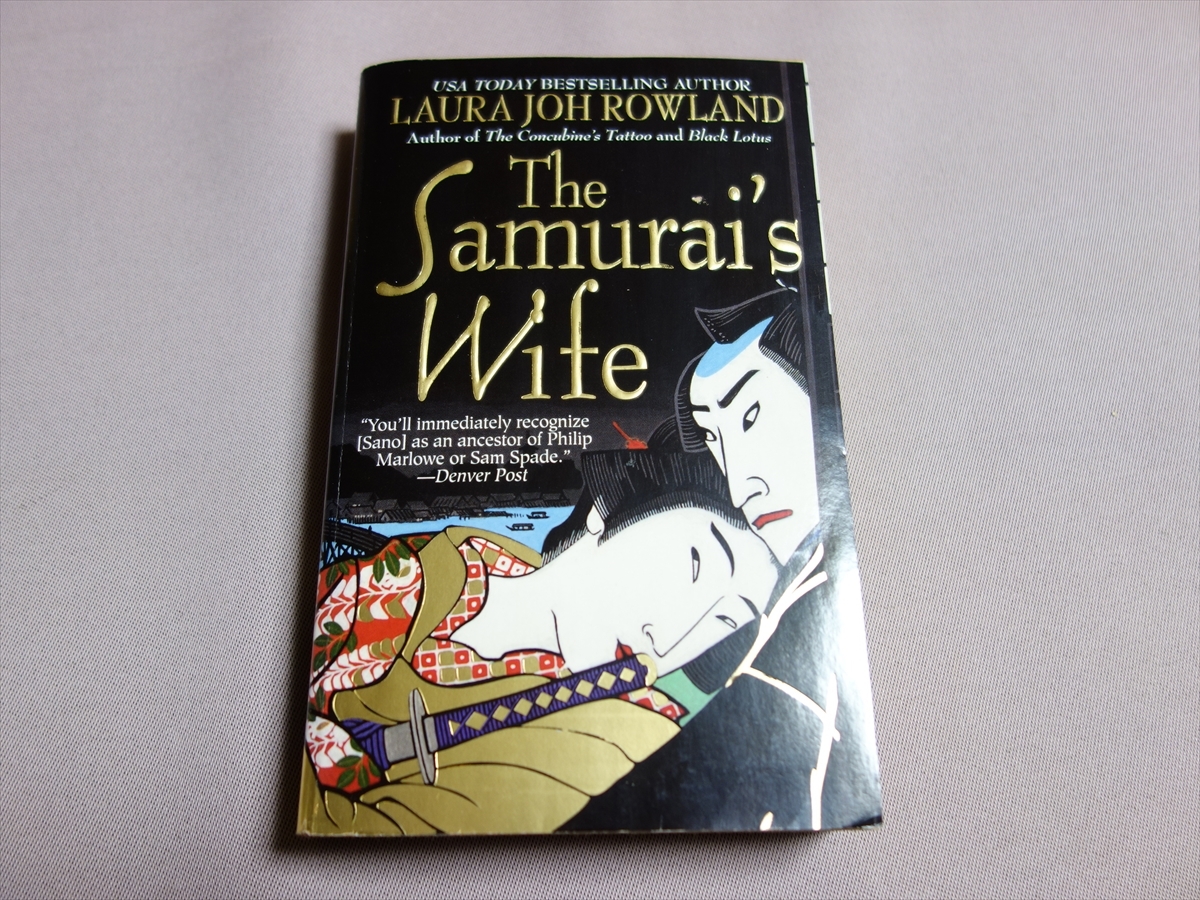 USA TODAY BESTSELLING AUTHOR
LAURA JOH ROWLAND
Author of The Concubine's Tattoo and Black Lotus
The
Samurai's
Wife
“You'll immediately recognize
[Sano] as an ancestor of Philip
Marlowe or Sam Spade.”
—Denver Post